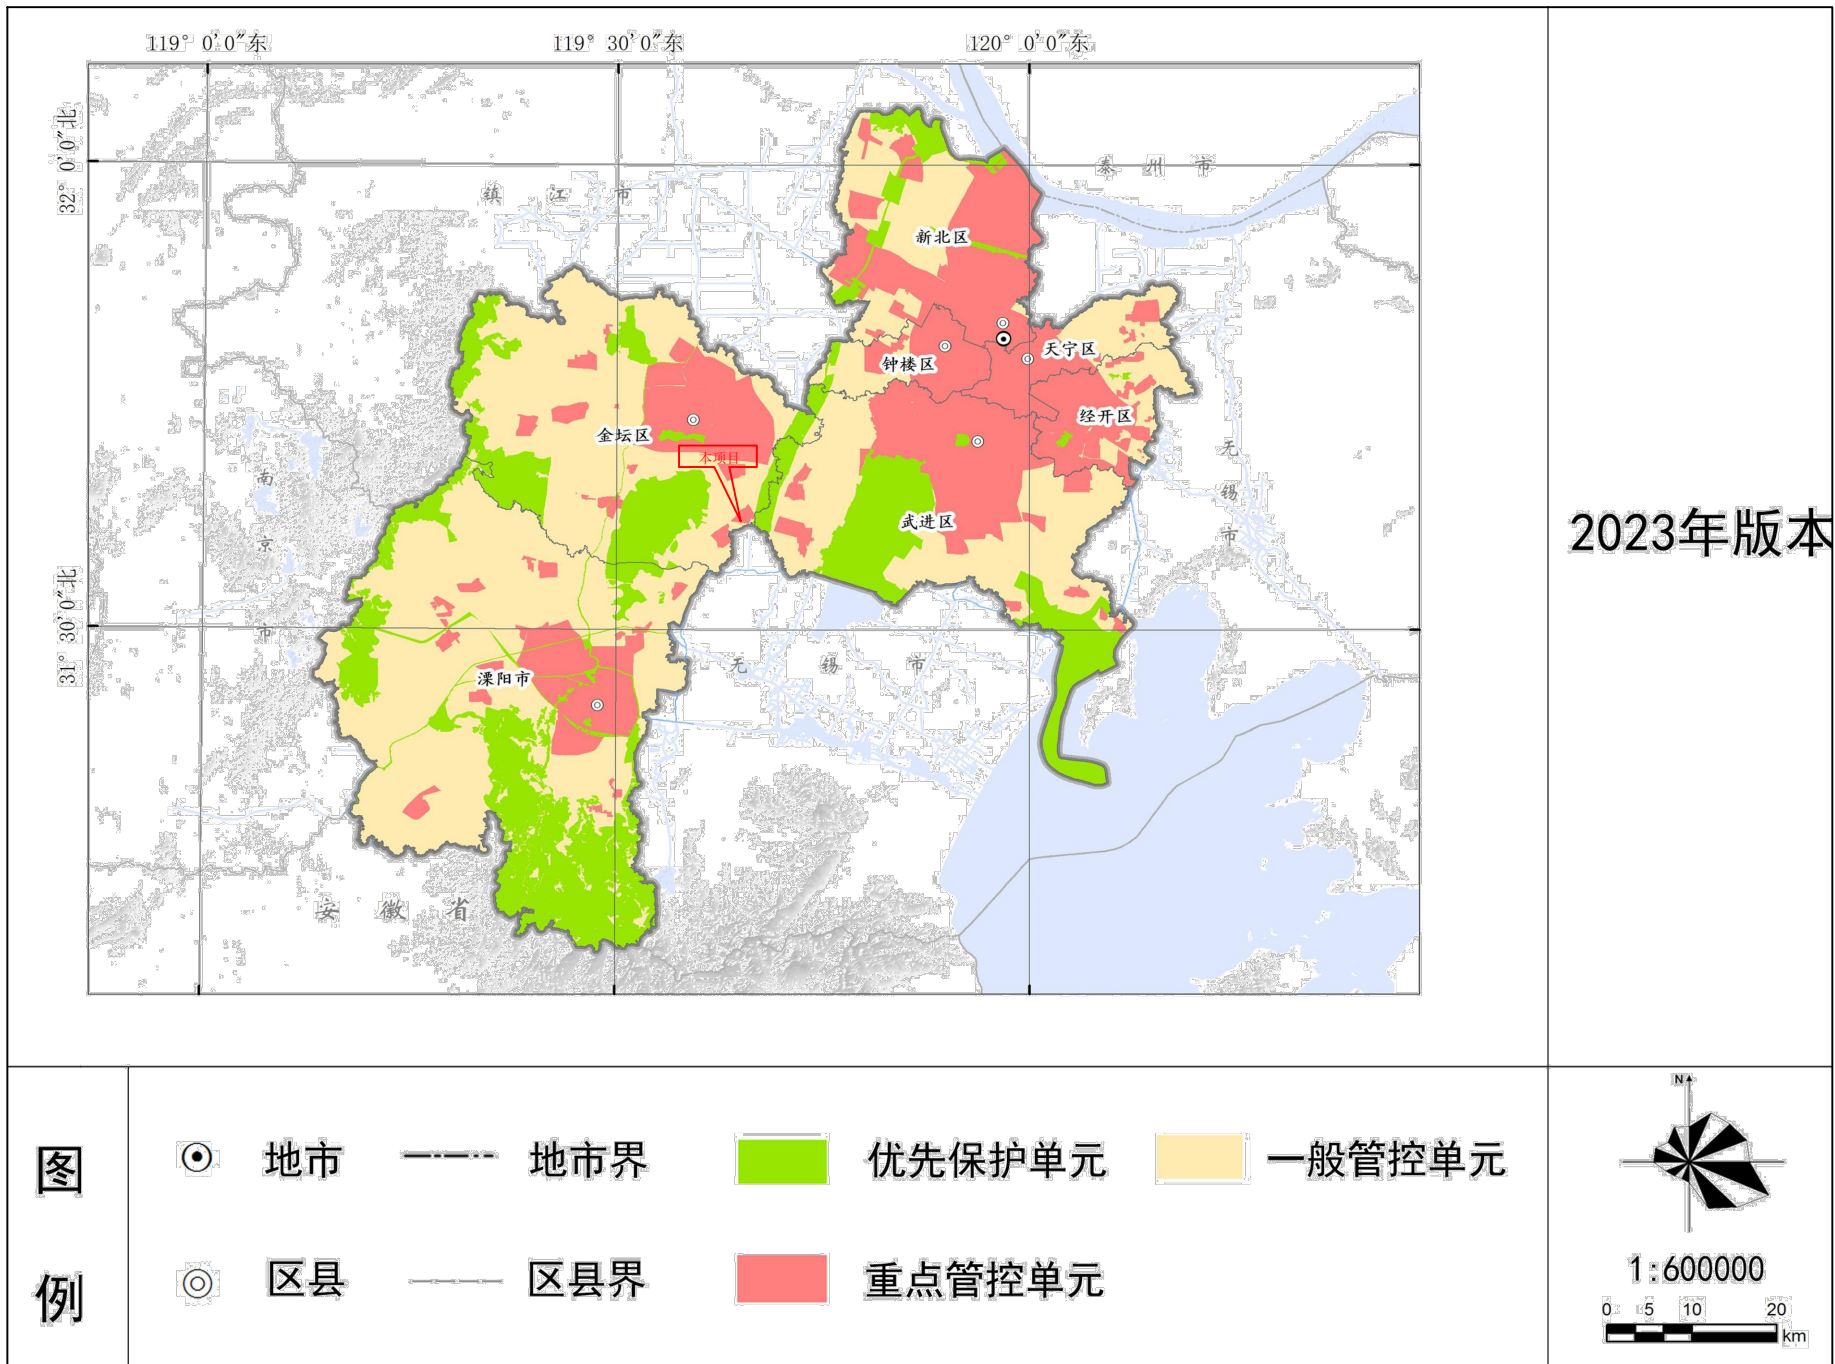 119° 0'0"东
119° 30'0"东
120° 0'0"东
32° 0'0"北
31° 30'0"北
泰州市
镇江市
新北区
天宁区
钟楼区
经开区
金坛区
本项目
武进区
无锡市
南京市
溧阳市
无锡市
安徽省
2023年版本
图例
地市
地市界
优先保护单元
一般管控单元
区县
区县界
重点管控单元
N
1:600000
0 5 10 20
km